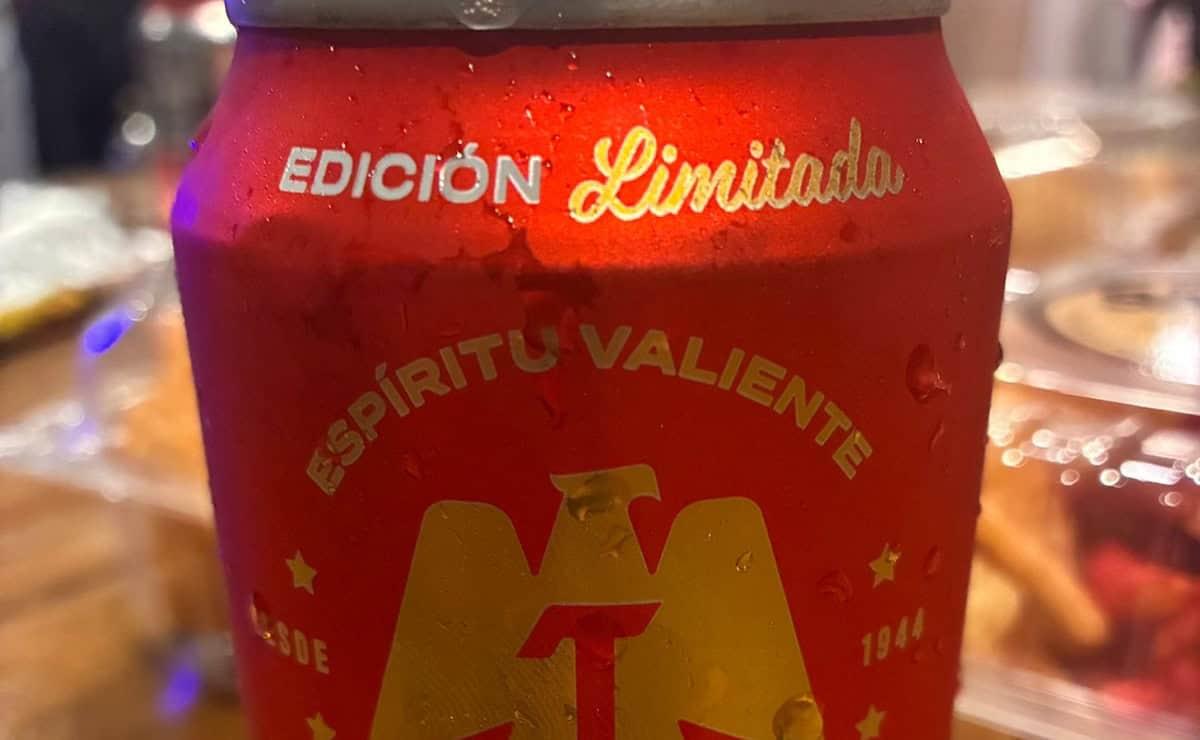 EDICIÓN Limitada
ESPÍRITU VALIENTE
DESDE 1944
T